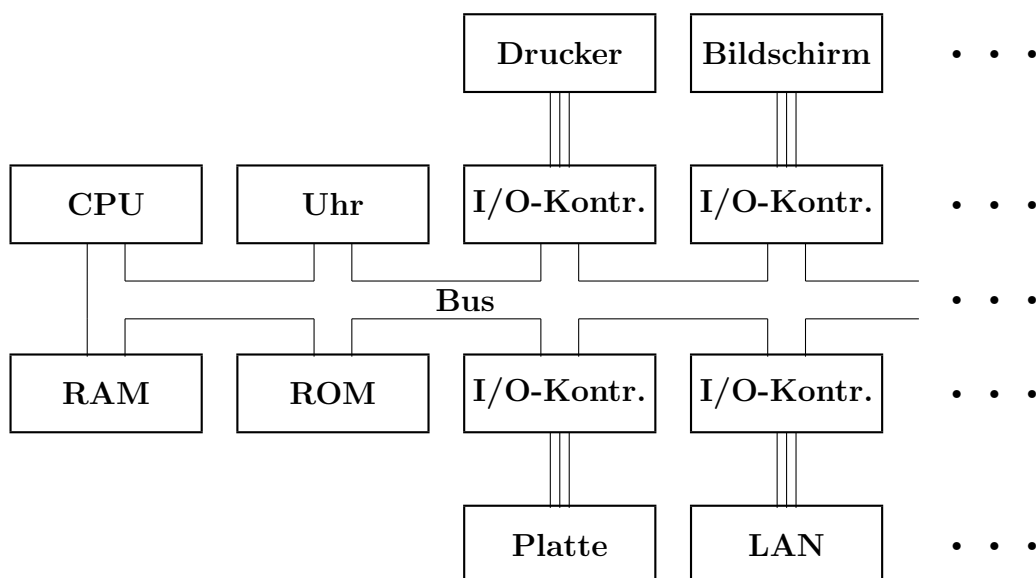 Drucker Bildschirm . . .
CPU Uhr I/O-Kontr. I/O-Kontr. . . .
Bus . . .
RAM ROM I/O-Kontr. I/O-Kontr. . . .
Platte LAN . . .